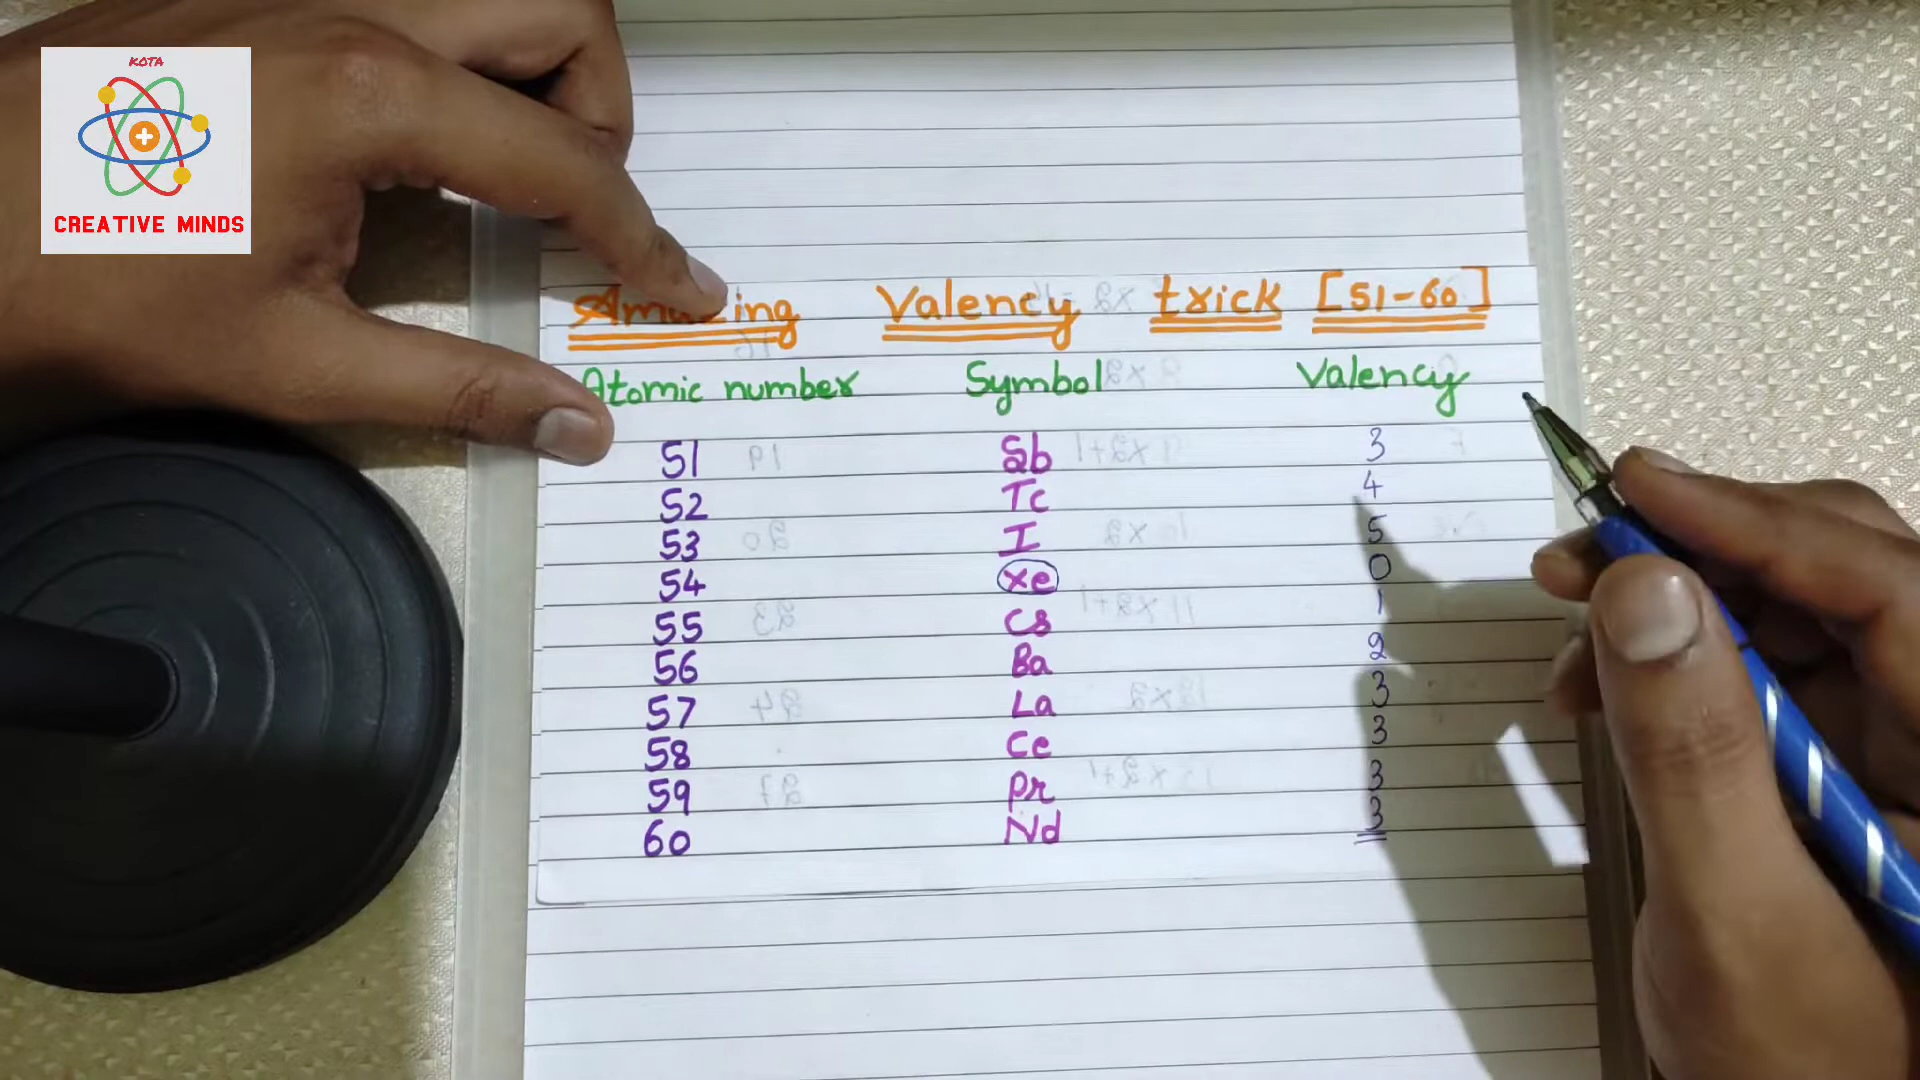 KOTA
CREATIVE MINDS
Amazing Valency trick [51-60]
Atomic number Symbol Valency
51 Sb 3
52 Tc 4
53 I 5
54 Xe 0
55 Cs 1
56 Ba 2
57 La 3
58 Ce 3
59 Pr 3
60 Nd 3